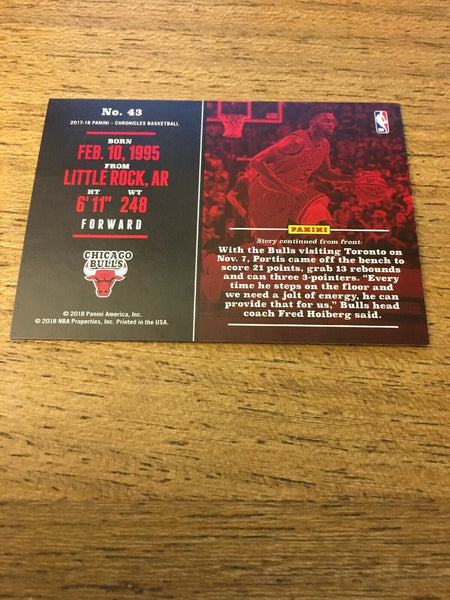 No. 43
2017-18 PANINI - CHRONICLES BASKETBALL
BORN
FEB. 10, 1995
FROM
LITTLE ROCK, AR
HT WT
6' 11" 248
FORWARD
CHICAGO
BULLS
© 2018 Panini America, Inc.
© 2018 NBA Properties, Inc. Printed in the USA.
PANINI
Story continued from front:
With the Bulls visiting Toronto on
Nov. 7, Portis came off the bench to
score 21 points, grab 13 rebounds
and can three 3-pointers. "Every
time he steps on the floor and
we need a jolt of energy, he can
provide that for us," Bulls head
coach Fred Hoiberg said.